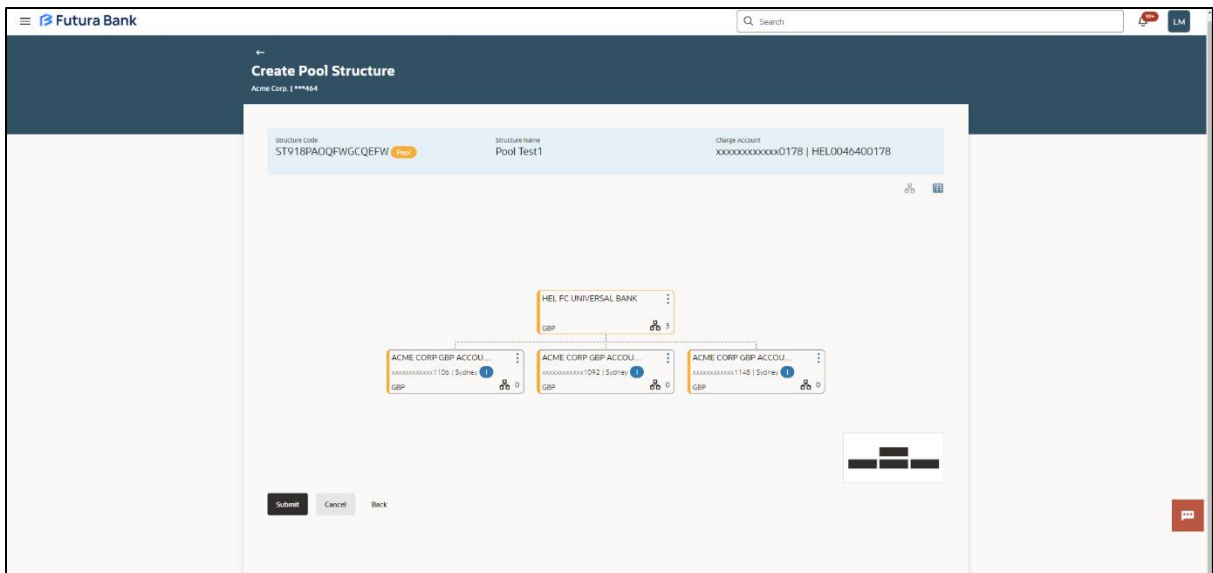 Futura Bank
Search
99+
LM
Create Pool Structure
Acme Corp. | ***464
Structure Code
Structure Name
Charge Account
ST918PAOQFWGCQEFW Pool
Pool Test1
xxxxxxxxxxxx0178 | HEL0046400178
HEL FC UNIVERSAL BANK
GBP
3
ACME CORP GBP ACCOU...
xxxxxxxxxxxx1106 | Sydney I
GBP
0
ACME CORP GBP ACCOU...
xxxxxxxxxxxx1092 | Sydney I
GBP
0
ACME CORP GBP ACCOU...
xxxxxxxxxxxx1148 | Sydney I
GBP
0
Submit
Cancel
Back